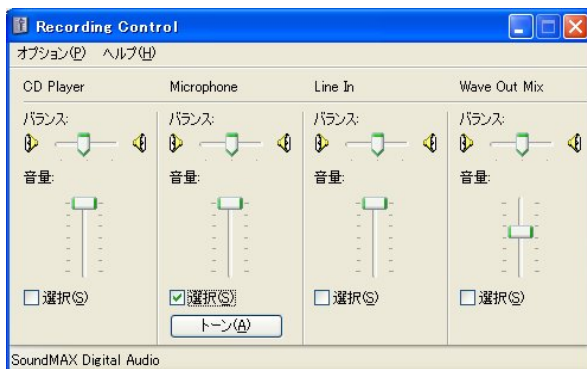 Recording Control
オプション(P) ヘルプ(H)
CD Player Microphone Line In Wave Out Mix
バランス: バランス: バランス: バランス:
音量: 音量: 音量: 音量:
選択(S) 選択(S) 選択(S) 選択(S)
トーン(A)
SoundMAX Digital Audio